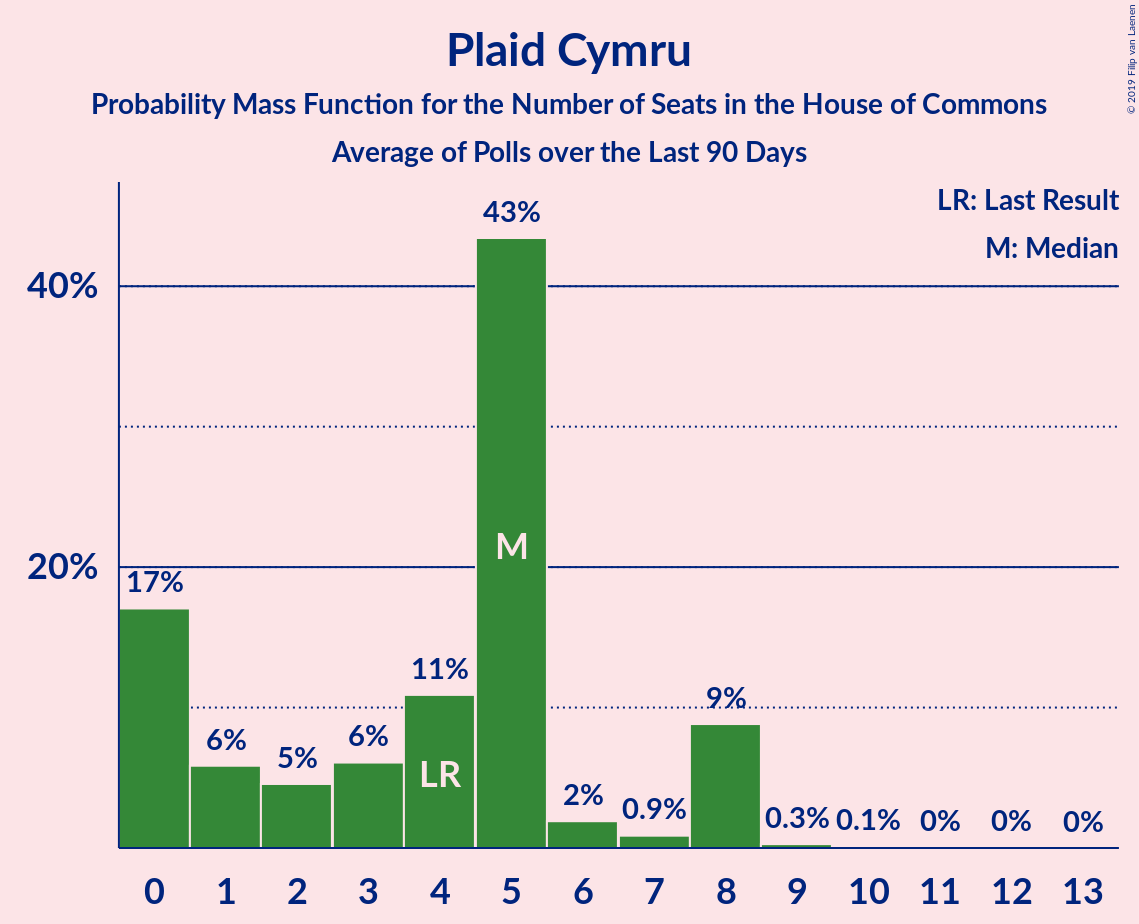 Plaid Cymru
Probability Mass Function for the Number of Seats in the House of Commons
Average of Polls over the Last 90 Days
© 2019 Filip van Laenen
LR: Last Result
M: Median
43%
40%
M
20%
17%
11%
9%
6%
6%
5%
LR
2%
0.9%
0.3%
0.1%
0%
0%
0%
0 1 2 3 4 5 6 7 8 9 10 11 12 13